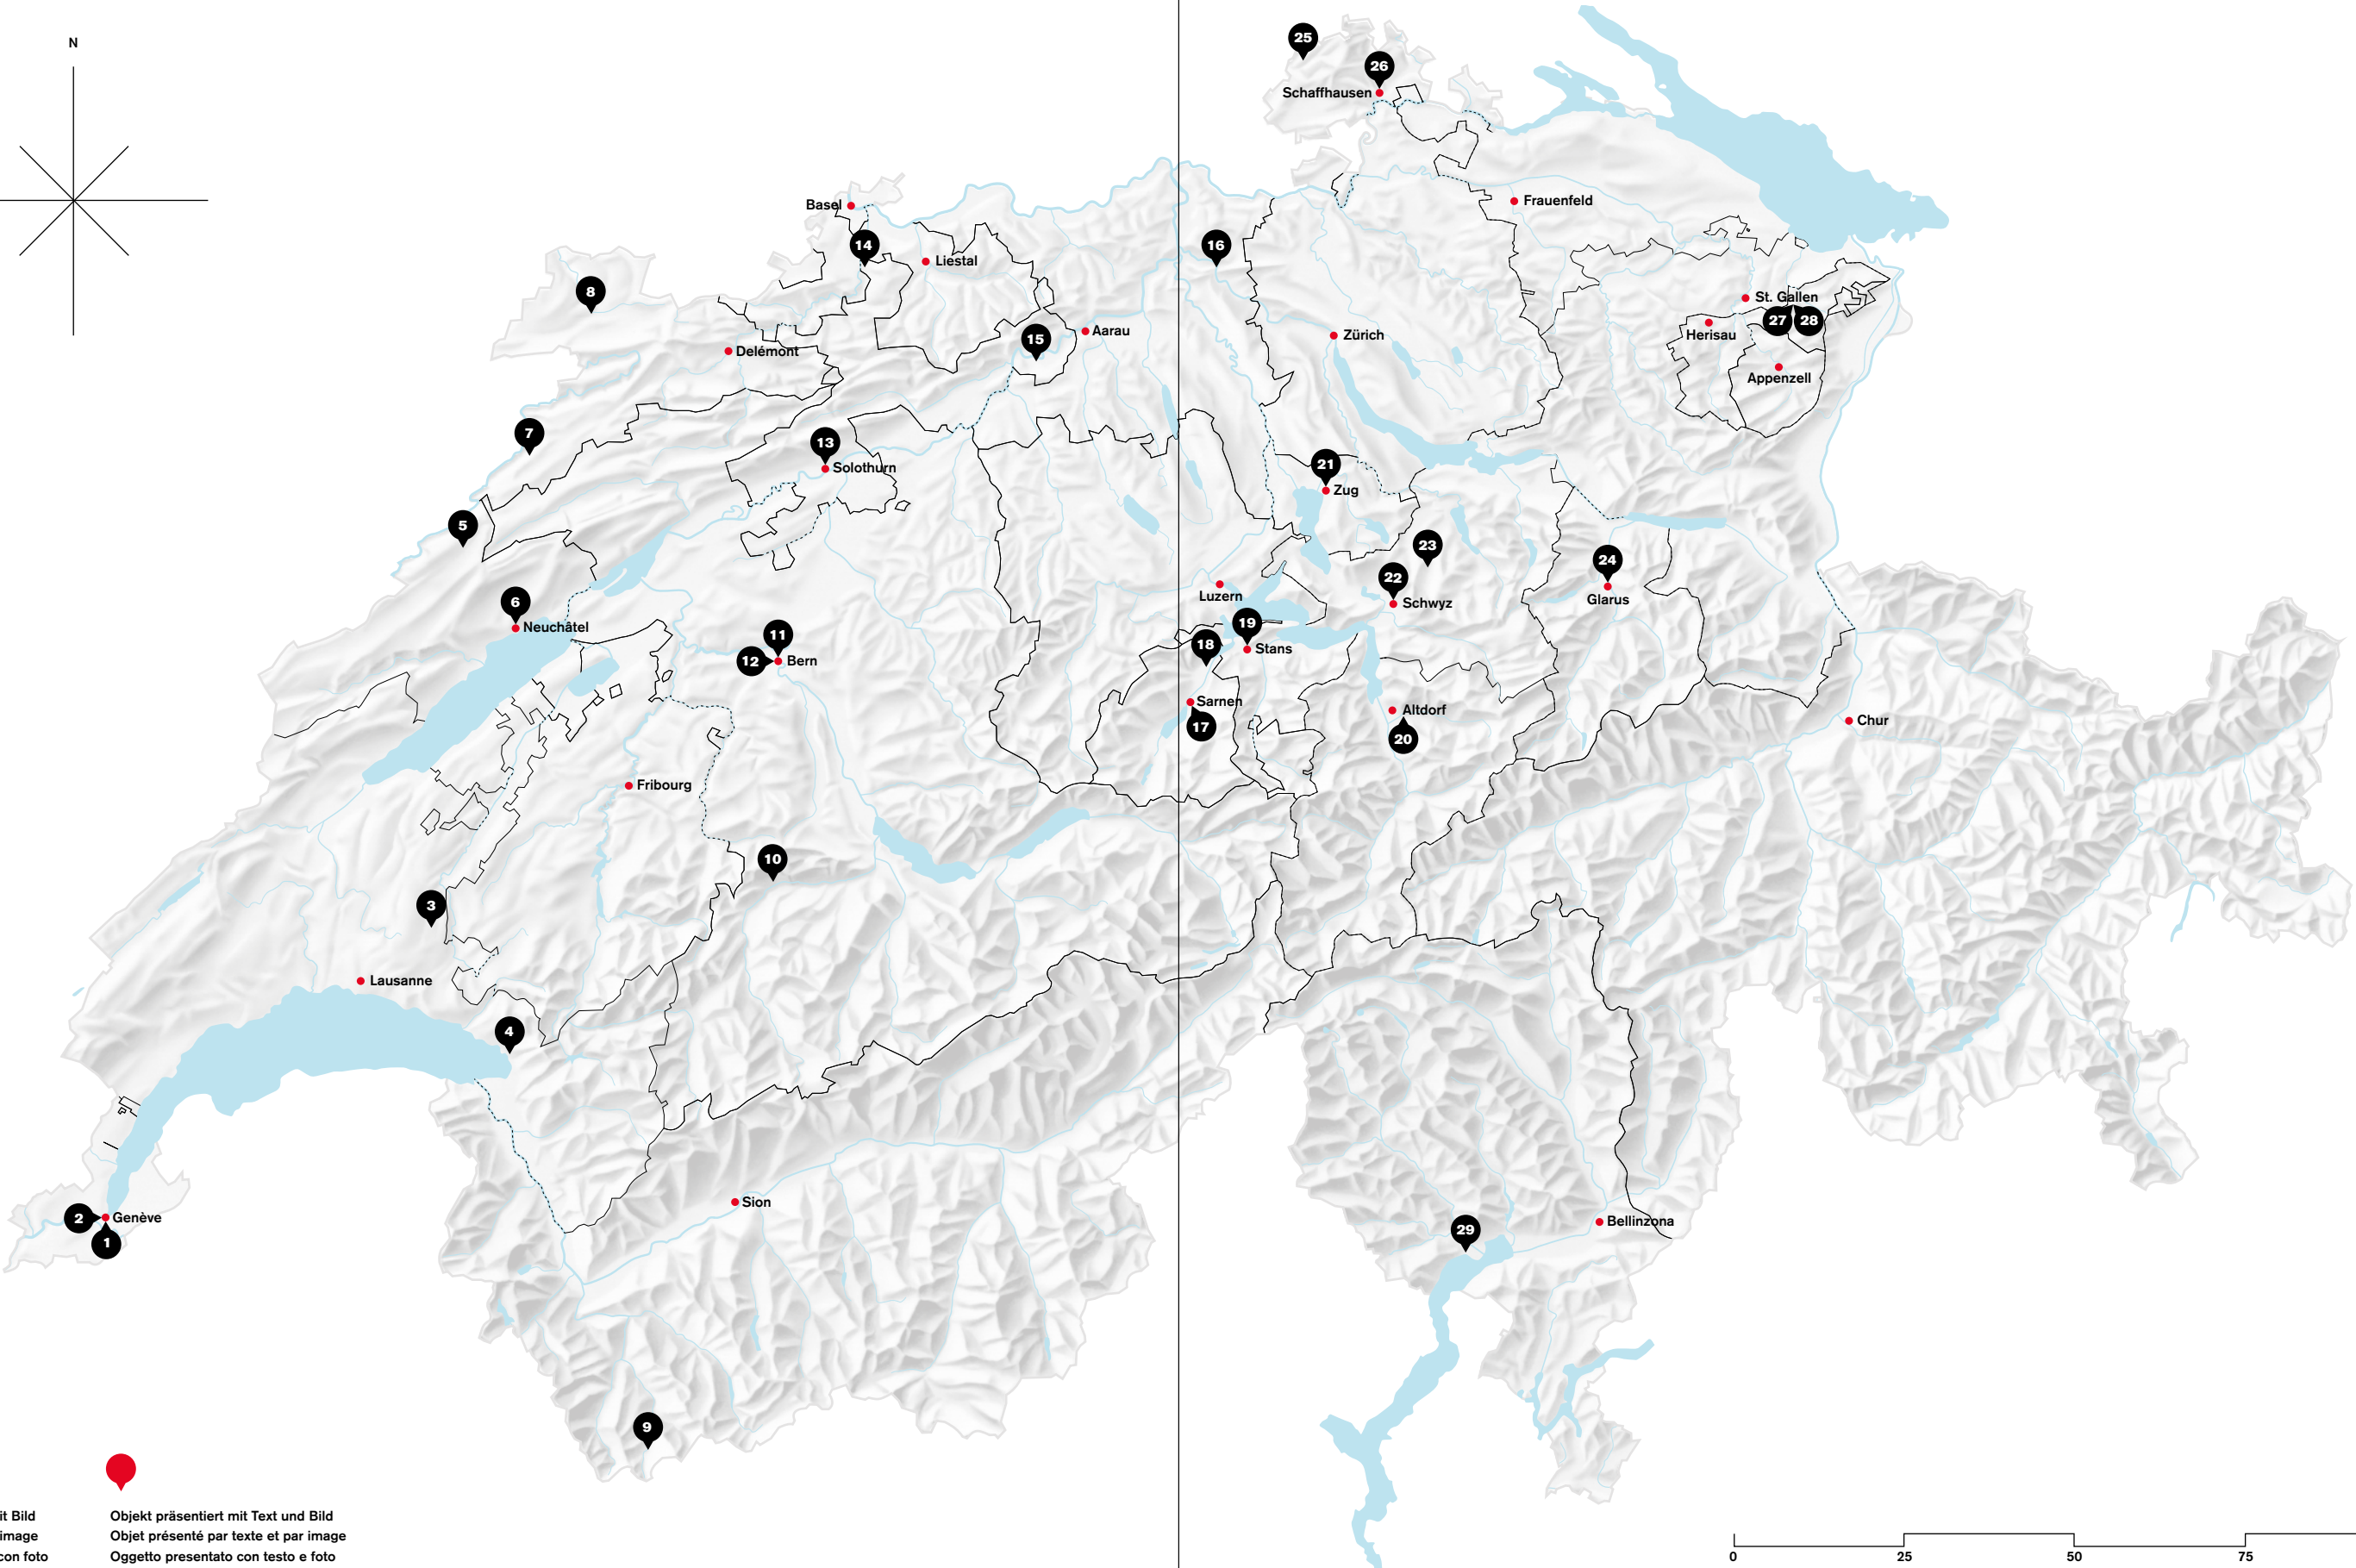 N
25
26
Schaffhausen
Basel
Frauenfeld
14
16
Liestal
8
St. Gallen
27
28
Herisau
Aarau
15
Zürich
Delémont
Appenzell
7
13
Solothurn
21
Zug
5
23
24
22
Glarus
Luzern
Schwyz
6
Neuchâtel
19
Stans
11
12
Bern
18
Sarnen
17
Altdorf
20
Chur
Fribourg
10
3
Lausanne
4
Sion
2
Genève
1
Bellinzona
29
9
it Bild
image
con foto
Objekt präsentiert mit Text und Bild
Objet présenté par texte et par image
Oggetto presentato con testo e foto
0
25
50
75